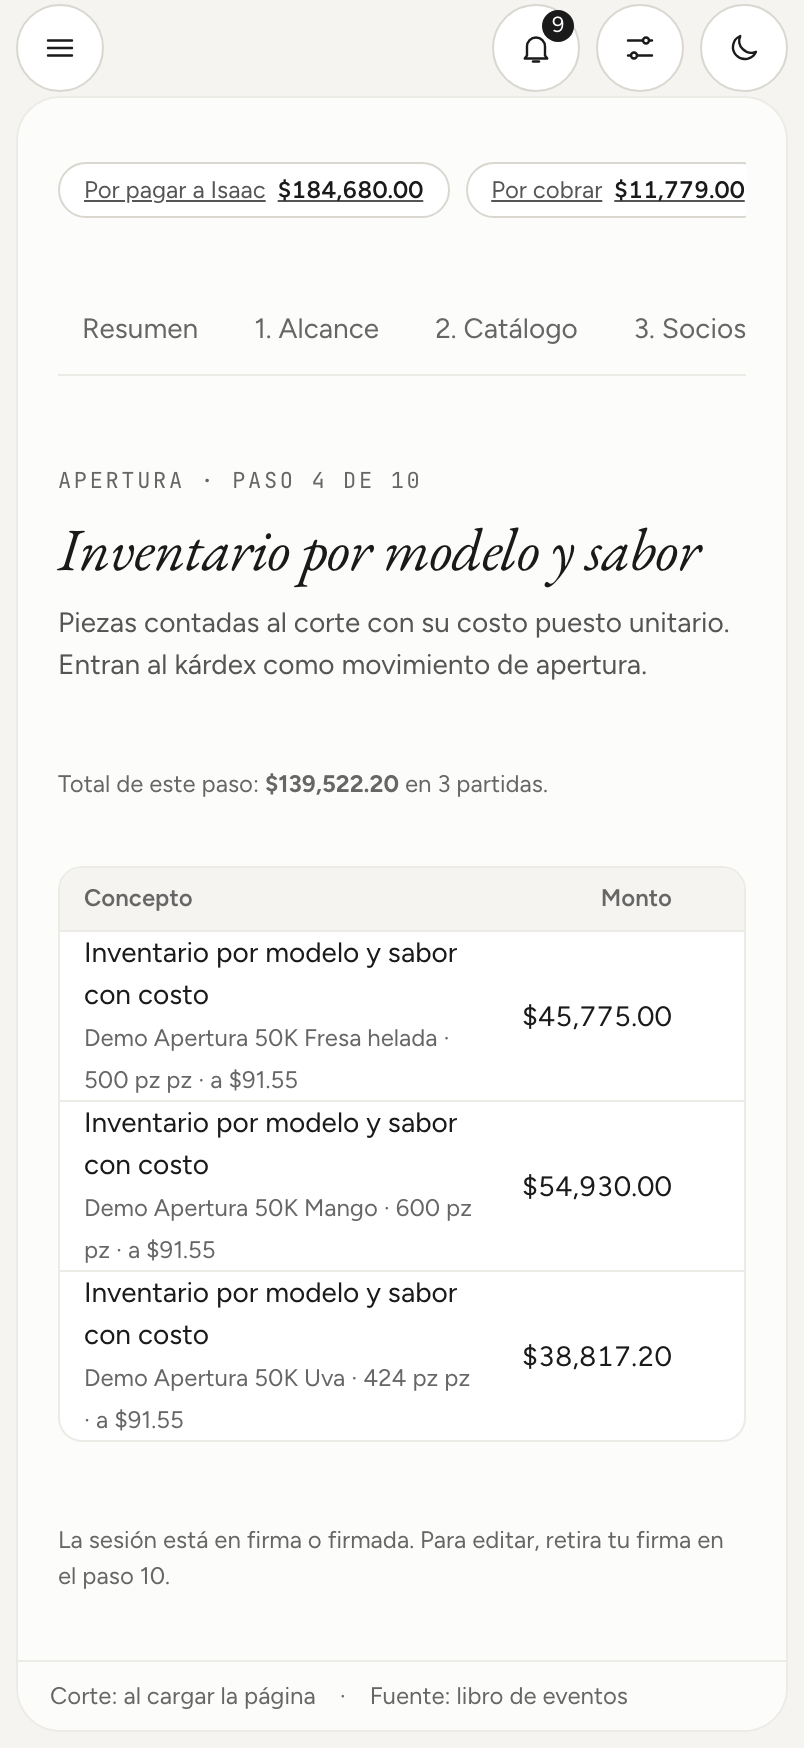 9
Por pagar a Isaac $184,680.00 Por cobrar $11,779.00
Resumen 1. Alcance 2. Catálogo 3. Socios
APERTURA · PASO 4 DE 10
Inventario por modelo y sabor
Piezas contadas al corte con su costo puesto unitario.
Entran al kárdex como movimiento de apertura.
Total de este paso: $139,522.20 en 3 partidas.
Concepto Monto
Inventario por modelo y sabor
con costo
Demo Apertura 50K Fresa helada ·
500 pz pz · a $91.55
$45,775.00
Inventario por modelo y sabor
con costo
Demo Apertura 50K Mango · 600 pz
pz · a $91.55
$54,930.00
Inventario por modelo y sabor
con costo
Demo Apertura 50K Uva · 424 pz pz
· a $91.55
$38,817.20
La sesión está en firma o firmada. Para editar, retira tu firma en
el paso 10.
Corte: al cargar la página · Fuente: libro de eventos